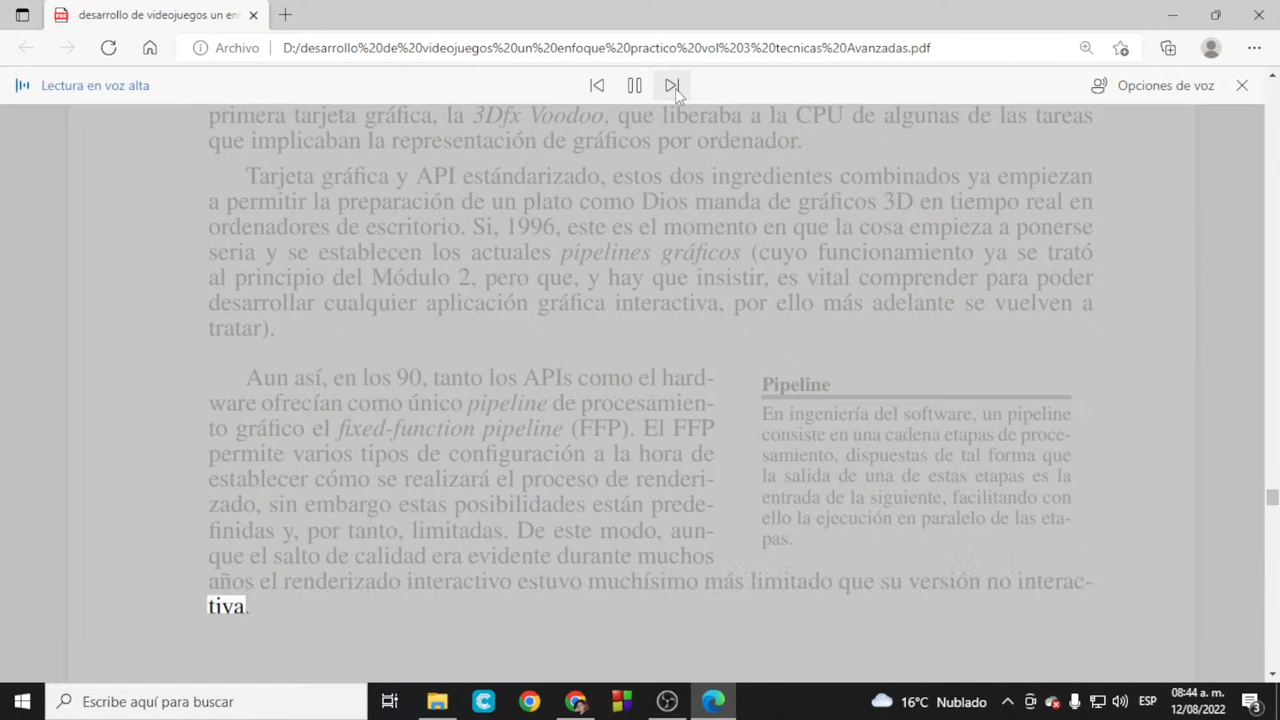 desarrollo de videojuegos un en
Archivo
D:/desarrollo%20de%20videojuegos%20un%20enfoque%20practico%20vol%203%20tecnicas%20Avanzadas.pdf
Lectura en voz alta
Opciones de voz
primera tarjeta gráfica, la 3Dfx Voodoo, que liberaba a la CPU de algunas de las tareas
que implicaban la representación de gráficos por ordenador.
Tarjeta gráfica y API estándarizado, estos dos ingredientes combinados ya empiezan
a permitir la preparación de un plato como Dios manda de gráficos 3D en tiempo real en
ordenadores de escritorio. Si, 1996, este es el momento en que la cosa empieza a ponerse
seria y se establecen los actuales pipelines gráficos (cuyo funcionamiento ya se trató
al principio del Módulo 2, pero que, y hay que insistir, es vital comprender para poder
desarrollar cualquier aplicación gráfica interactiva, por ello más adelante se vuelven a
tratar).
Aun así, en los 90, tanto los APIs como el hard-
ware ofrecían como único pipeline de procesamien-
to gráfico el fixed-function pipeline (FFP). El FFP
permite varios tipos de configuración a la hora de
establecer cómo se realizará el proceso de renderi-
zado, sin embargo estas posibilidades están prede-
finidas y, por tanto, limitadas. De este modo, aun-
que el salto de calidad era evidente durante muchos
años el renderizado interactivo estuvo muchísimo más limitado que su versión no interac-
tiva.
Pipeline
En ingeniería del software, un pipeline
consiste en una cadena etapas de proce-
samiento, dispuestas de tal forma que
la salida de una de estas etapas es la
entrada de la siguiente, facilitando con
ello la ejecución en paralelo de las eta-
pas.
Escribe aquí para buscar
16°C Nublado
ESP
08:44 a. m.
12/08/2022
3